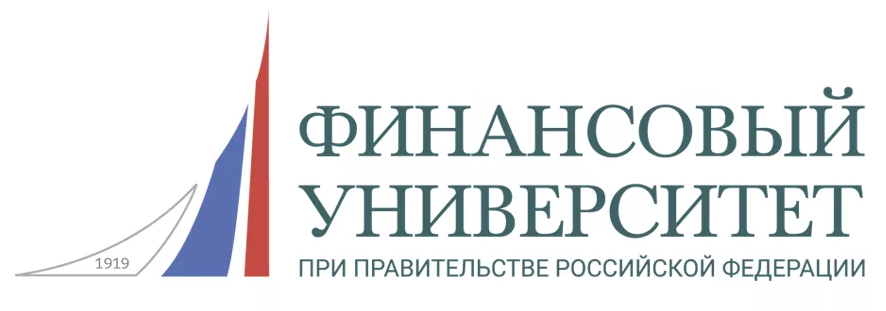 1919
ФИНАНСОВЫЙ
УНИВЕРСИТЕТ
ПРИ ПРАВИТЕЛЬСТВЕ РОССИЙСКОЙ ФЕДЕРАЦИИ